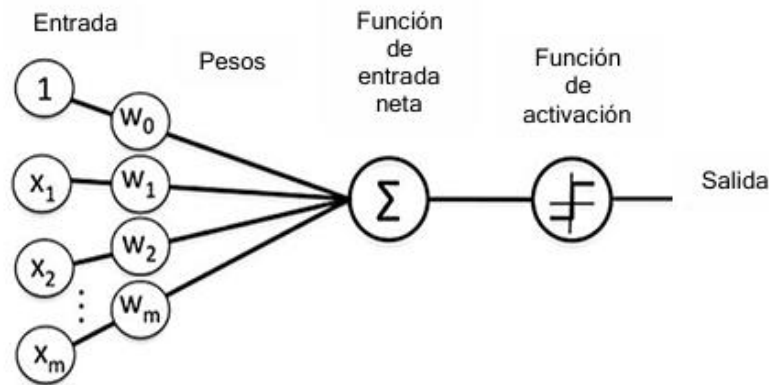 Entrada
Pesos
Función
de
entrada
neta
Función
de
activación
Salida
1
w0
x1
w1
x2
w2
⋮
xm
wm
Σ